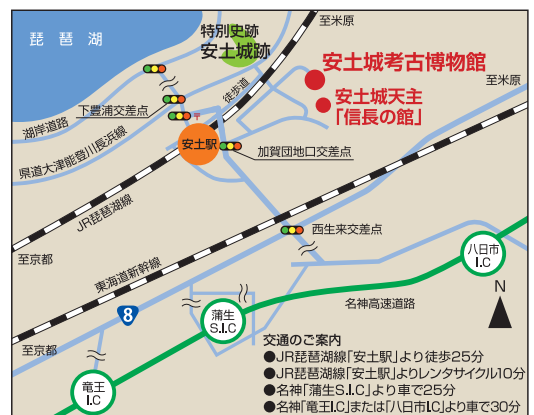 琵琶湖
特別史跡
安土城跡
至米原
安土城考古博物館
安土城天主
「信長の館」
至米原
下豊浦交差点
徒歩道
湖岸道路
県道大津能登川長浜線
〒
安土駅
加賀団地口交差点
JR琵琶湖線
至京都
東海道新幹線
西生来交差点
八日市
I.C
名神高速道路
N
8
蒲生
S.I.C
至京都
竜王
I.C
交通のご案内
●JR琵琶湖線「安土駅」より徒歩25分
●JR琵琶湖線「安土駅」よりレンタサイクル10分
●名神「蒲生S.I.C」より車で25分
●名神「竜王I.C」または「八日市I.C」より車で30分